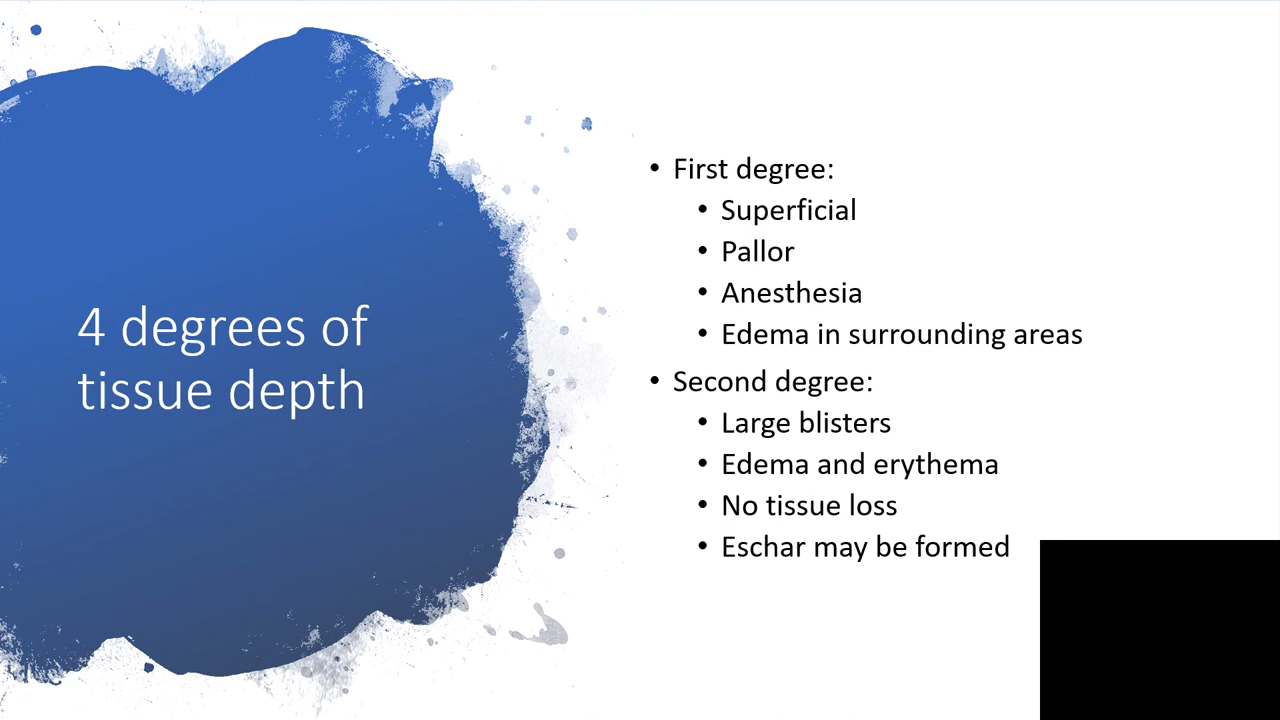 4 degrees of
tissue depth
• First degree:
• Superficial
• Pallor
• Anesthesia
• Edema in surrounding areas
• Second degree:
• Large blisters
• Edema and erythema
• No tissue loss
• Eschar may be formed